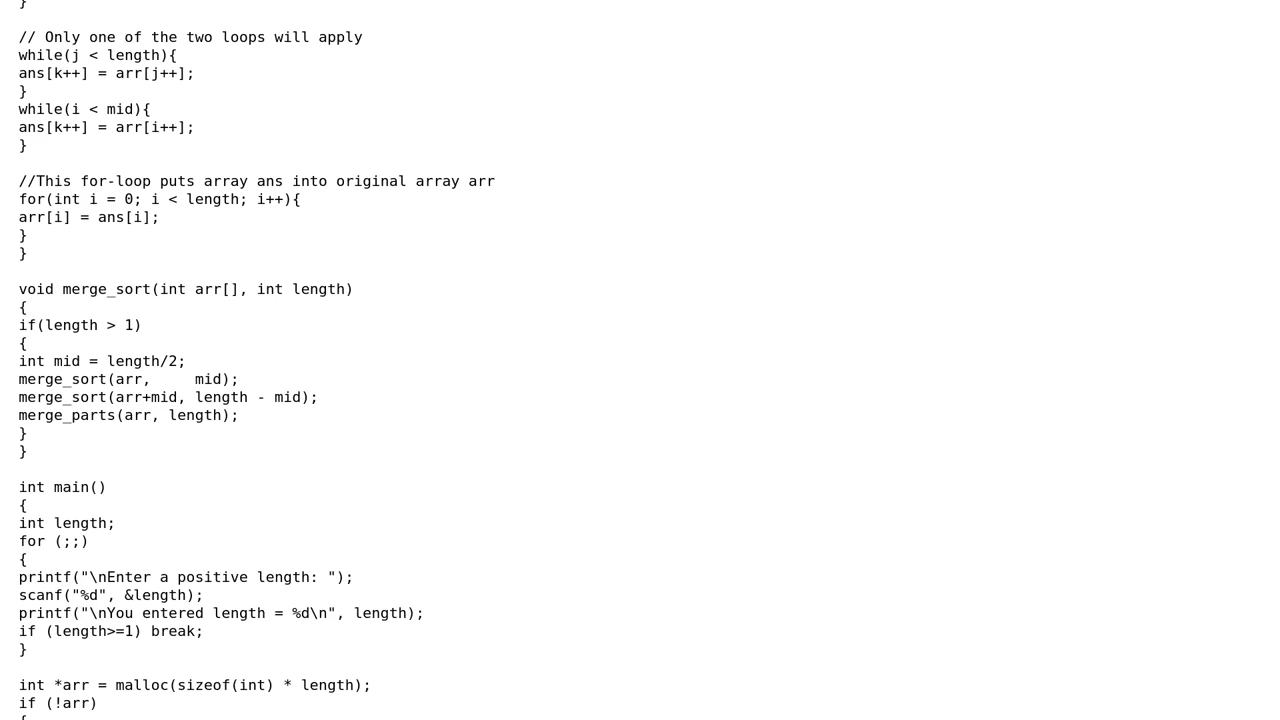 }

// Only one of the two loops will apply
while(j < length){
ans[k++] = arr[j++];
}
while(i < mid){
ans[k++] = arr[i++];
}

//This for-loop puts array ans into original array arr
for(int i = 0; i < length; i++){
arr[i] = ans[i];
}
}

void merge_sort(int arr[], int length)
{
if(length > 1)
{
int mid = length/2;
merge_sort(arr,     mid);
merge_sort(arr+mid, length - mid);
merge_parts(arr, length);
}
}

int main()
{
int length;
for (;;)
{
printf("\nEnter a positive length: ");
scanf("%d", &length);
printf("\nYou entered length = %d\n", length);
if (length>=1) break;
}

int *arr = malloc(sizeof(int) * length);
if (!arr)
{